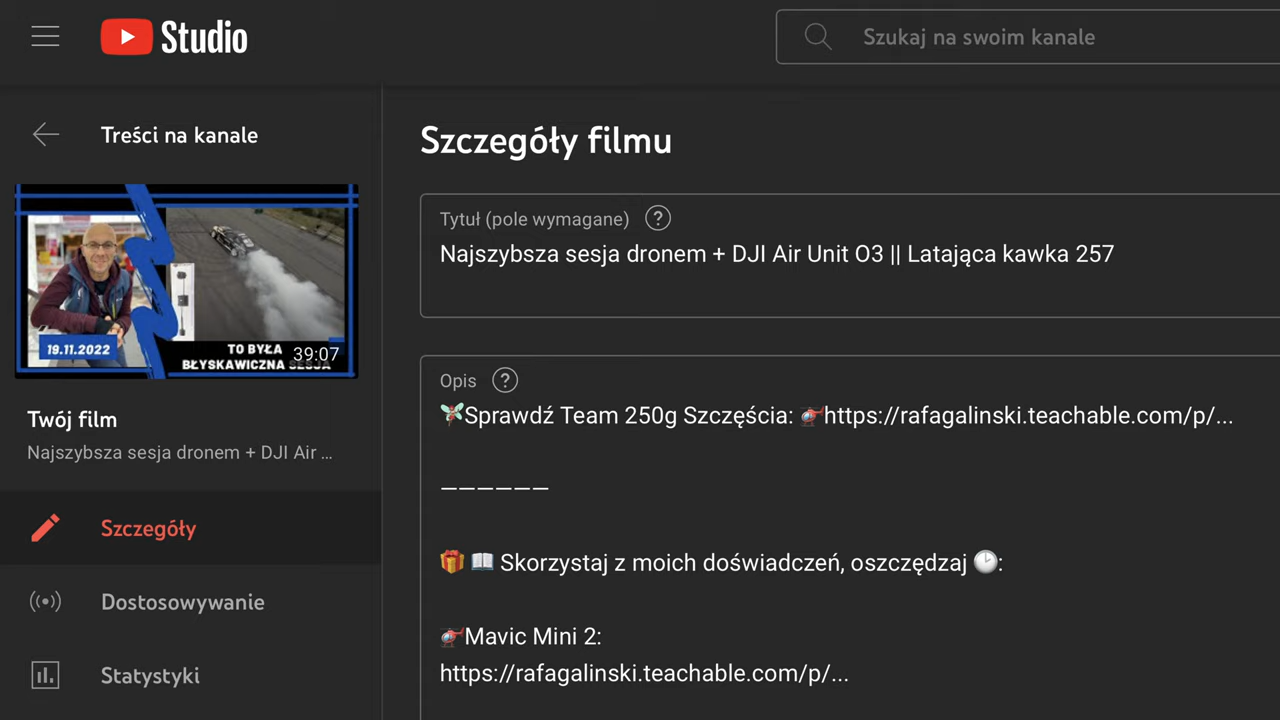 Studio
Szukaj na swoim kanale
Treści na kanale
19.11.2022
TO BYŁA
BŁYSKAWICZNA SESJA
39:07
Twój film
Najszybsza sesja dronem + DJI Air ...
Szczegóły
Dostosowywanie
Statystyki
Szczegóły filmu
Tytuł (pole wymagane) ?
Najszybsza sesja dronem + DJI Air Unit O3 || Latająca kawka 257
Opis ?
🧚Sprawdź Team 250g Szczęścia: 🚁https://rafagalinski.teachable.com/p/...
——————
🎁 📖 Skorzystaj z moich doświadczeń, oszczędzaj 🕑:
🚁Mavic Mini 2:
https://rafagalinski.teachable.com/p/...